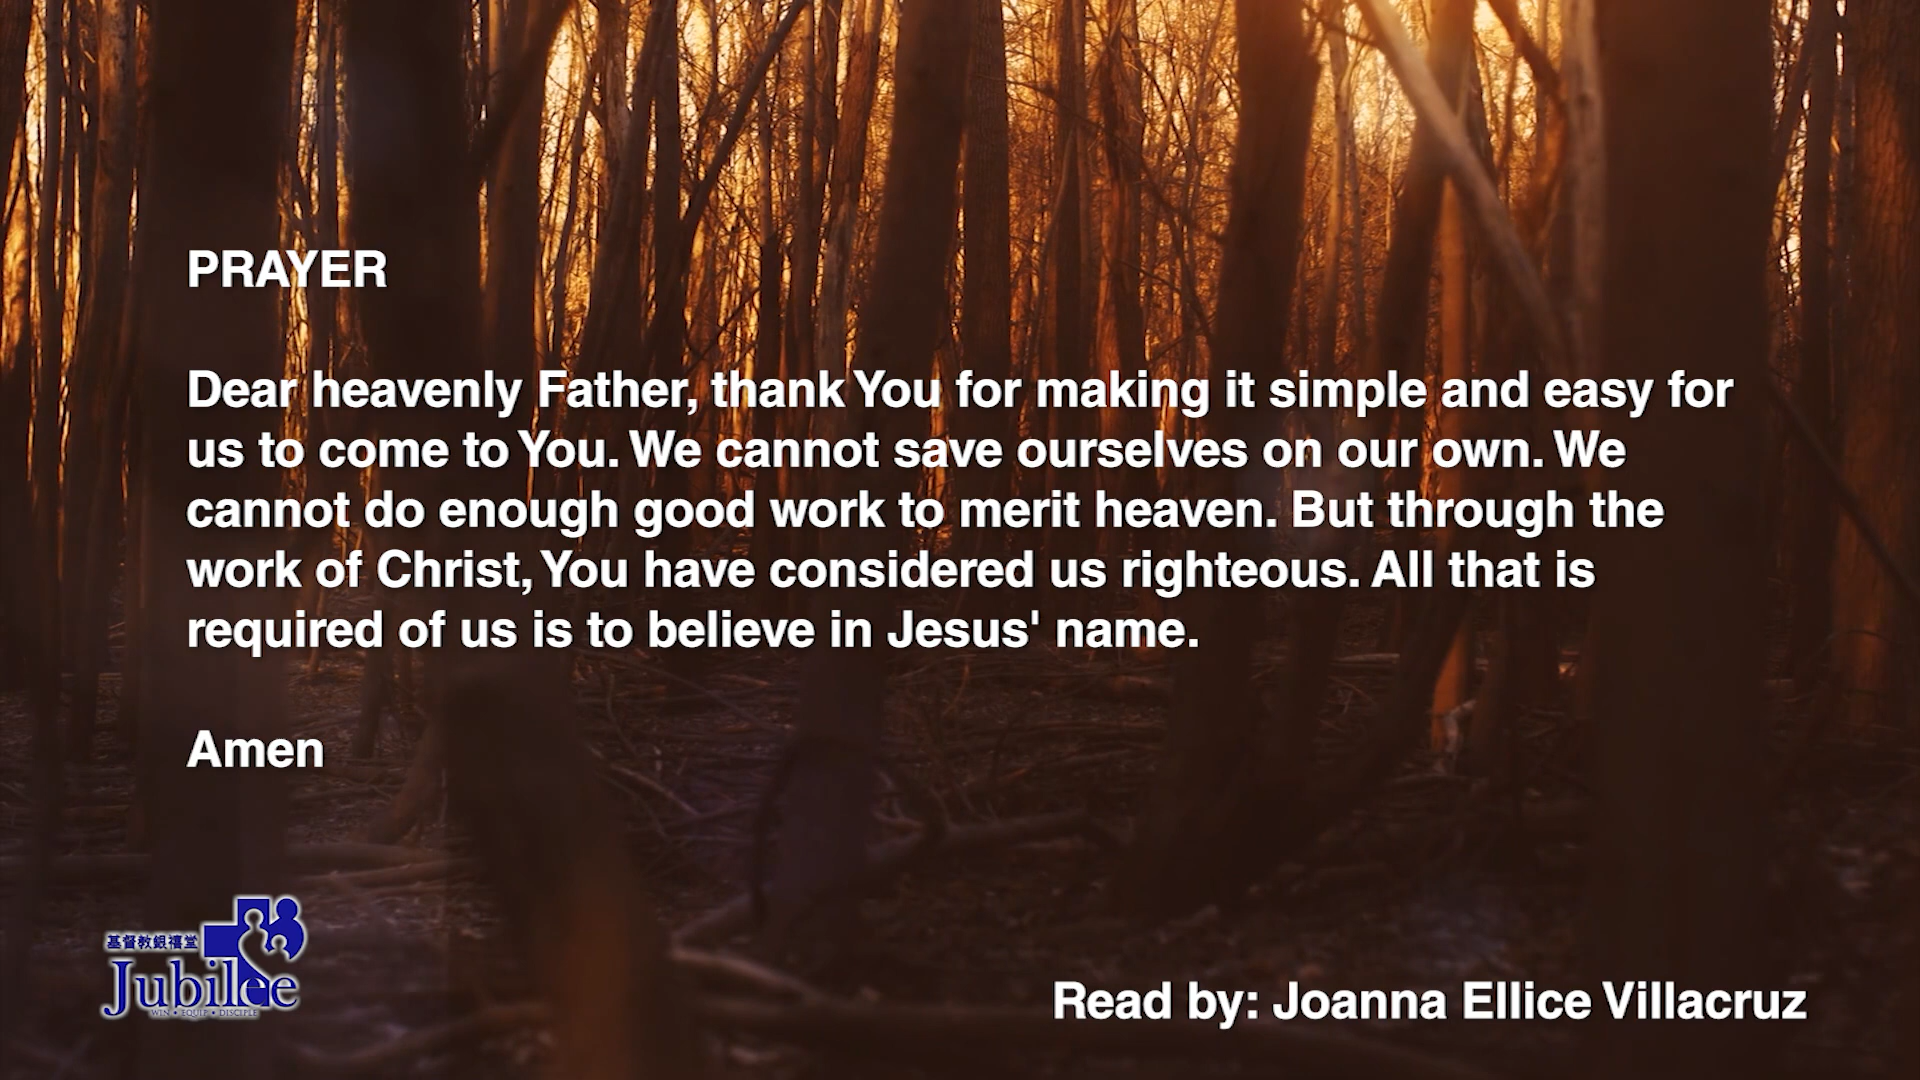 PRAYER
Dear heavenly Father, thank You for making it simple and easy for
us to come to You. We cannot save ourselves on our own. We
cannot do enough good work to merit heaven. But through the
work of Christ, You have considered us righteous. All that is
required of us is to believe in Jesus' name.
Amen
基督教銀禧堂
Jubilee
WIN • EQUIP • DISCIPLE
Read by: Joanna Ellice Villacruz